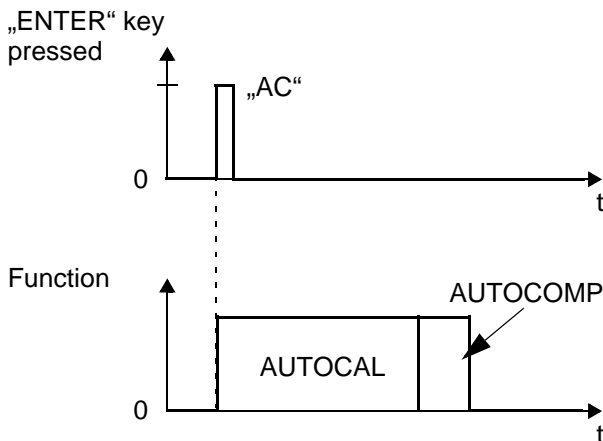 „ENTER“ key
pressed
„AC“
0
t
Function
AUTOCOMP
AUTOCAL
0
t